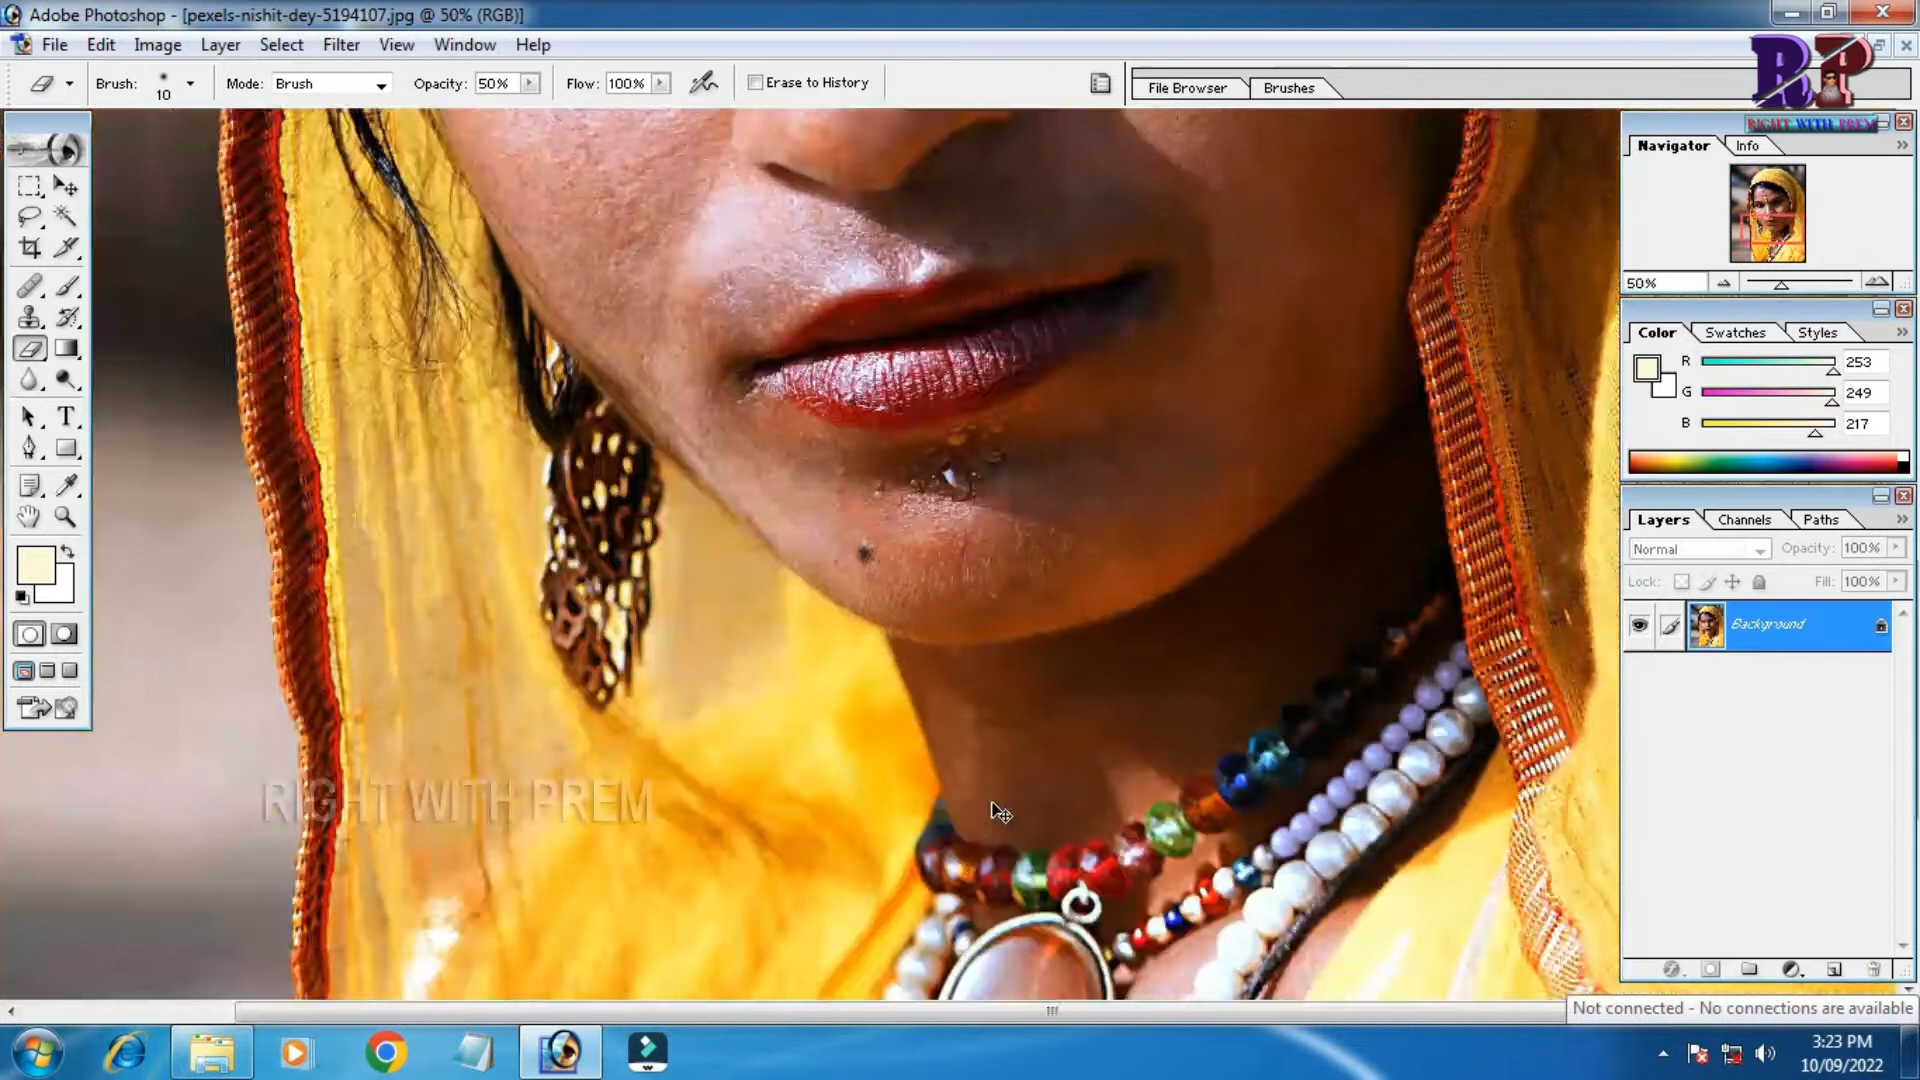 Adobe Photoshop - [pexels-nishit-dey-5194107.jpg @ 50% (RGB)]
File Edit Image Layer Select Filter View Window Help
Brush: 10 Mode: Brush Opacity: 50% Flow: 100% Erase to History
File Browser Brushes
RP
RIGHT WITH PREM
Navigator Info
50%
Color Swatches Styles
R 253
G 249
B 217
Layers Channels Paths
Normal Opacity: 100%
Lock: Fill: 100%
Background
T
RIGHT WITH PREM
Not connected - No connections are available
3:23 PM
10/09/2022